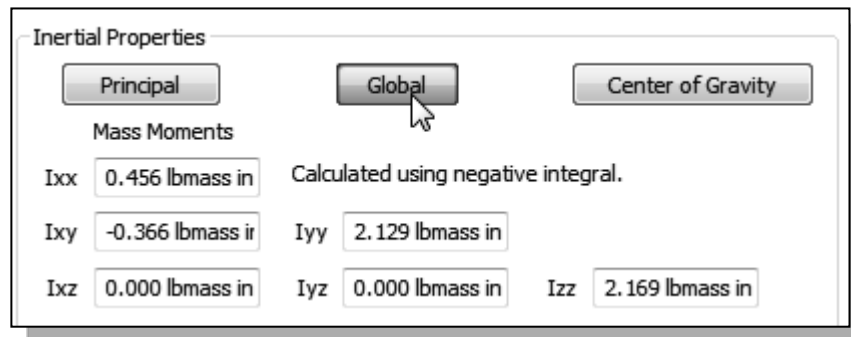 Inertial Properties
Principal Global Center of Gravity
Mass Moments
Ixx 0.456 lbmass in Calculated using negative integral.
Ixy -0.366 lbmass ir Iyy 2.129 lbmass in
Ixz 0.000 lbmass in Iyz 0.000 lbmass in Izz 2.169 lbmass in